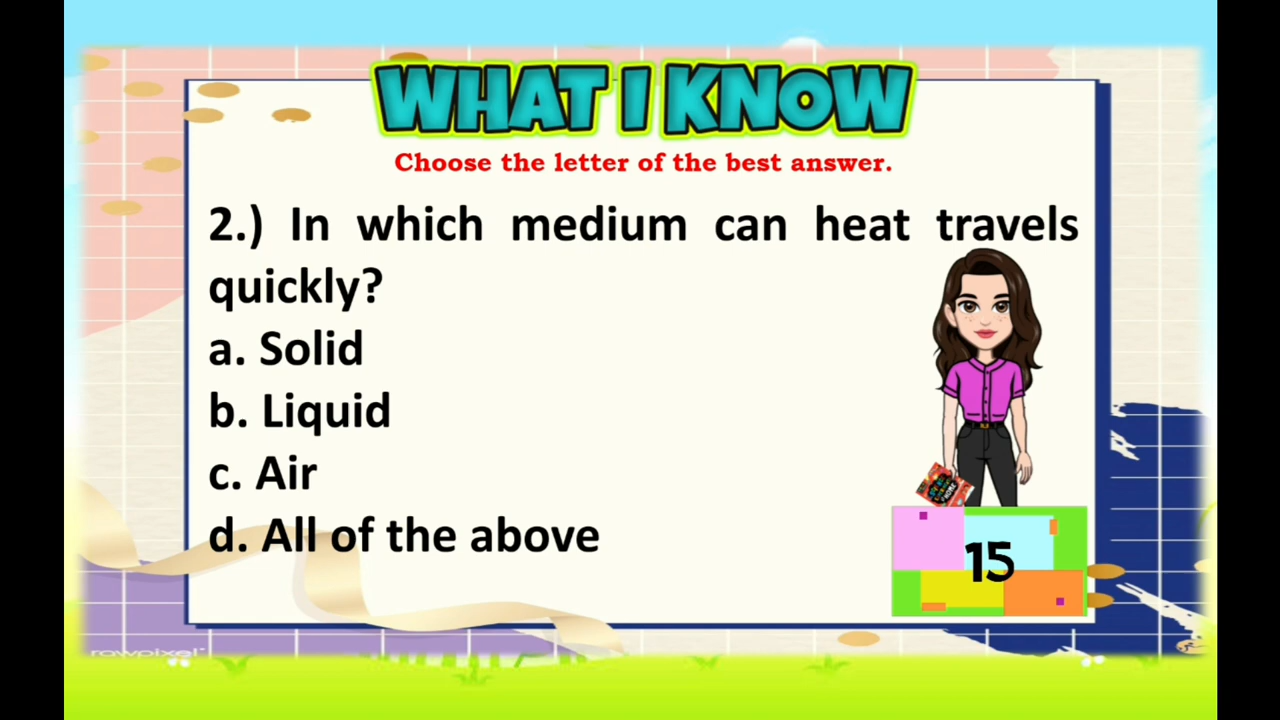 WHAT I KNOW
Choose the letter of the best answer.
2.) In which medium can heat travels
quickly?
a. Solid
b. Liquid
c. Air
d. All of the above
15
rawpixel